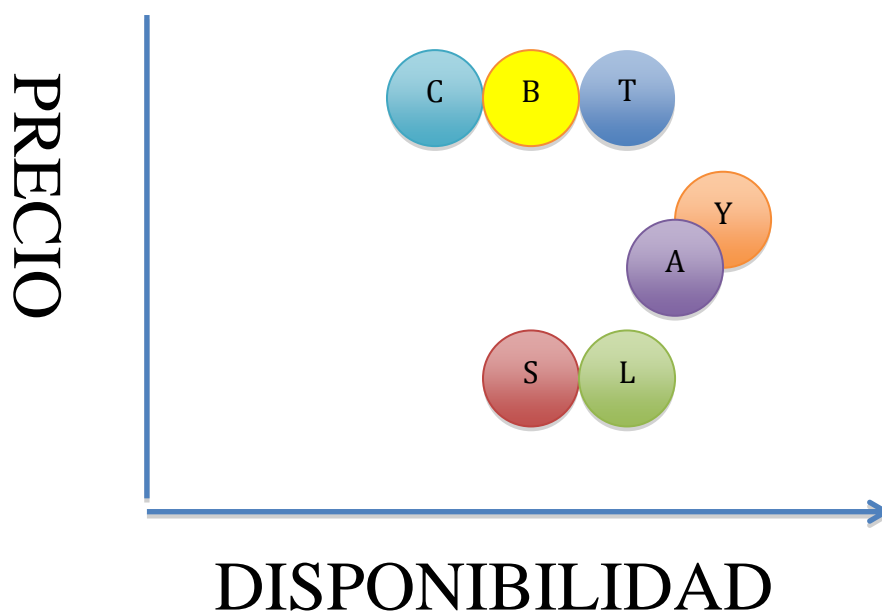 PRECIO
C B T
Y
A
S L
DISPONIBILIDAD